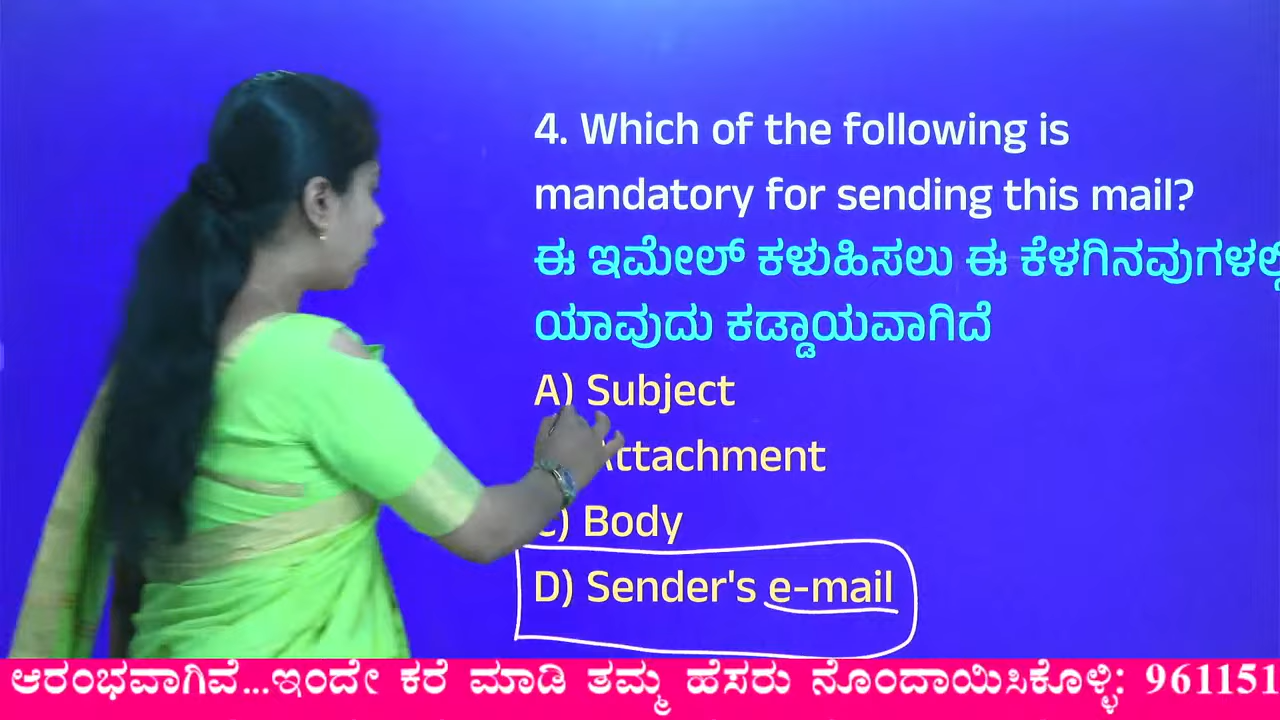 4. Which of the following is
mandatory for sending this mail?
ಈ ಇಮೇಲ್ ಕಳುಹಿಸಲು ಈ ಕೆಳಗಿನವುಗಳಲ್ಲಿ
ಯಾವುದು ಕಡ್ಡಾಯವಾಗಿದೆ
A) Subject
Attachment
C) Body
D) Sender's e-mail
ಆರಂಭವಾಗಿವೆ...ಇಂದೇ ಕರೆ ಮಾಡಿ ತಮ್ಮ ಹೆಸರು ನೊಂದಾಯಿಸಿಕೊಳ್ಳಿ: 961151